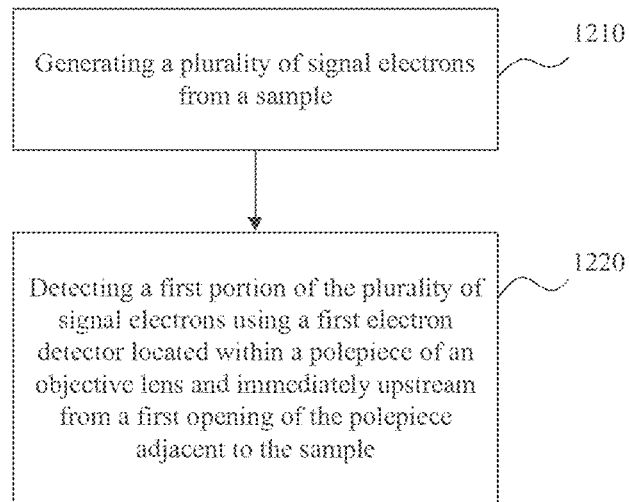 1210
Generating a plurality of signal electrons
from a sample
1220
Detecting a first portion of the plurality of
signal electrons using a first electron
detector located within a polepiece of an
objective lens and immediately upstream
from a first opening of the polepiece
adjacent to the sample